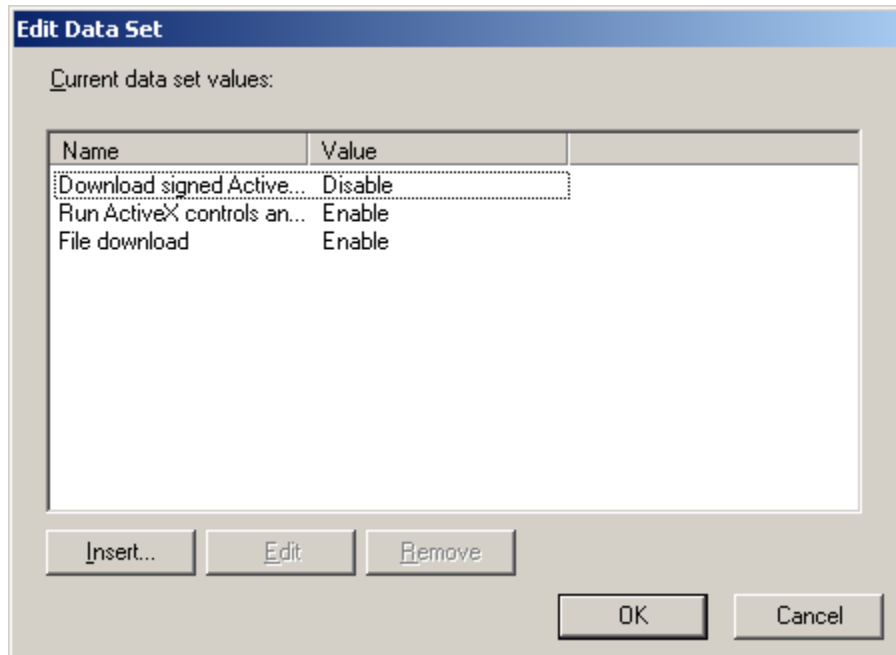 Edit Data Set
Current data set values:
Name Value
Download signed Active... Disable
Run ActiveX controls an... Enable
File download Enable
Insert... Edit Remove
OK Cancel